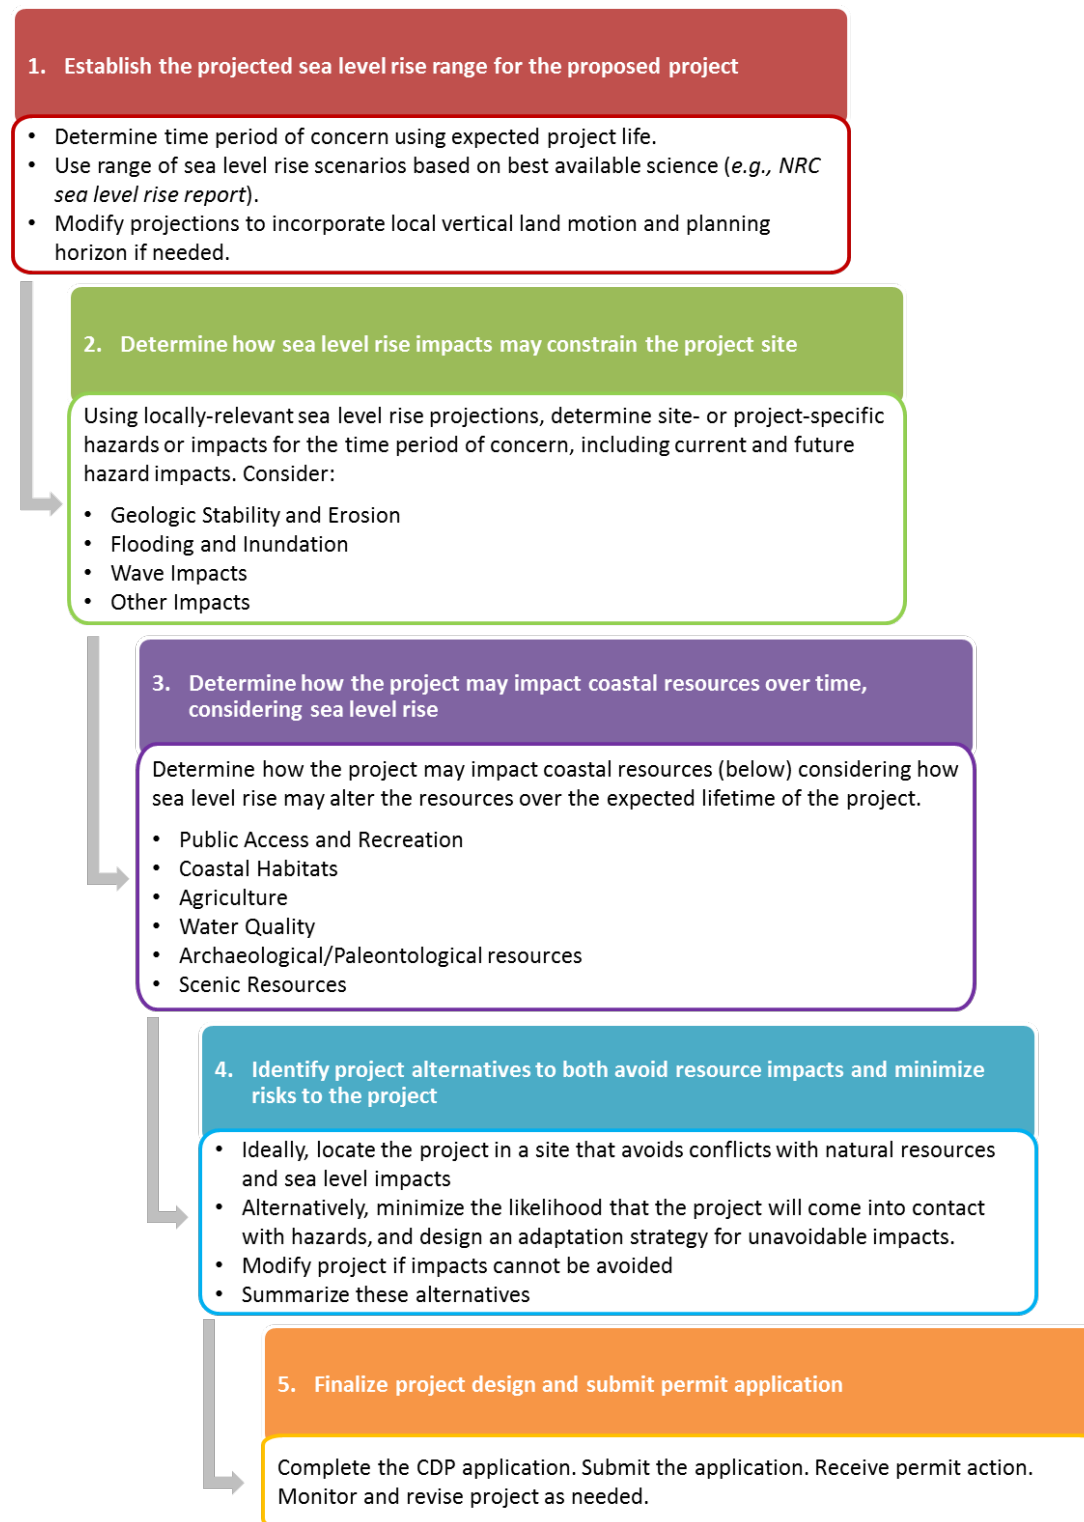 1. Establish the projected sea level rise range for the proposed project
• Determine time period of concern using expected project life.
• Use range of sea level rise scenarios based on best available science (e.g., NRC
sea level rise report).
• Modify projections to incorporate local vertical land motion and planning
horizon if needed.
2. Determine how sea level rise impacts may constrain the project site
Using locally-relevant sea level rise projections, determine site- or project-specific
hazards or impacts for the time period of concern, including current and future
hazard impacts. Consider:
• Geologic Stability and Erosion
• Flooding and Inundation
• Wave Impacts
• Other Impacts
3. Determine how the project may impact coastal resources over time,
considering sea level rise
Determine how the project may impact coastal resources (below) considering how
sea level rise may alter the resources over the expected lifetime of the project.
• Public Access and Recreation
• Coastal Habitats
• Agriculture
• Water Quality
• Archaeological/Paleontological resources
• Scenic Resources
4. Identify project alternatives to both avoid resource impacts and minimize
risks to the project
• Ideally, locate the project in a site that avoids conflicts with natural resources
and sea level impacts
• Alternatively, minimize the likelihood that the project will come into contact
with hazards, and design an adaptation strategy for unavoidable impacts.
• Modify project if impacts cannot be avoided
• Summarize these alternatives
5. Finalize project design and submit permit application
Complete the CDP application. Submit the application. Receive permit action.
Monitor and revise project as needed.